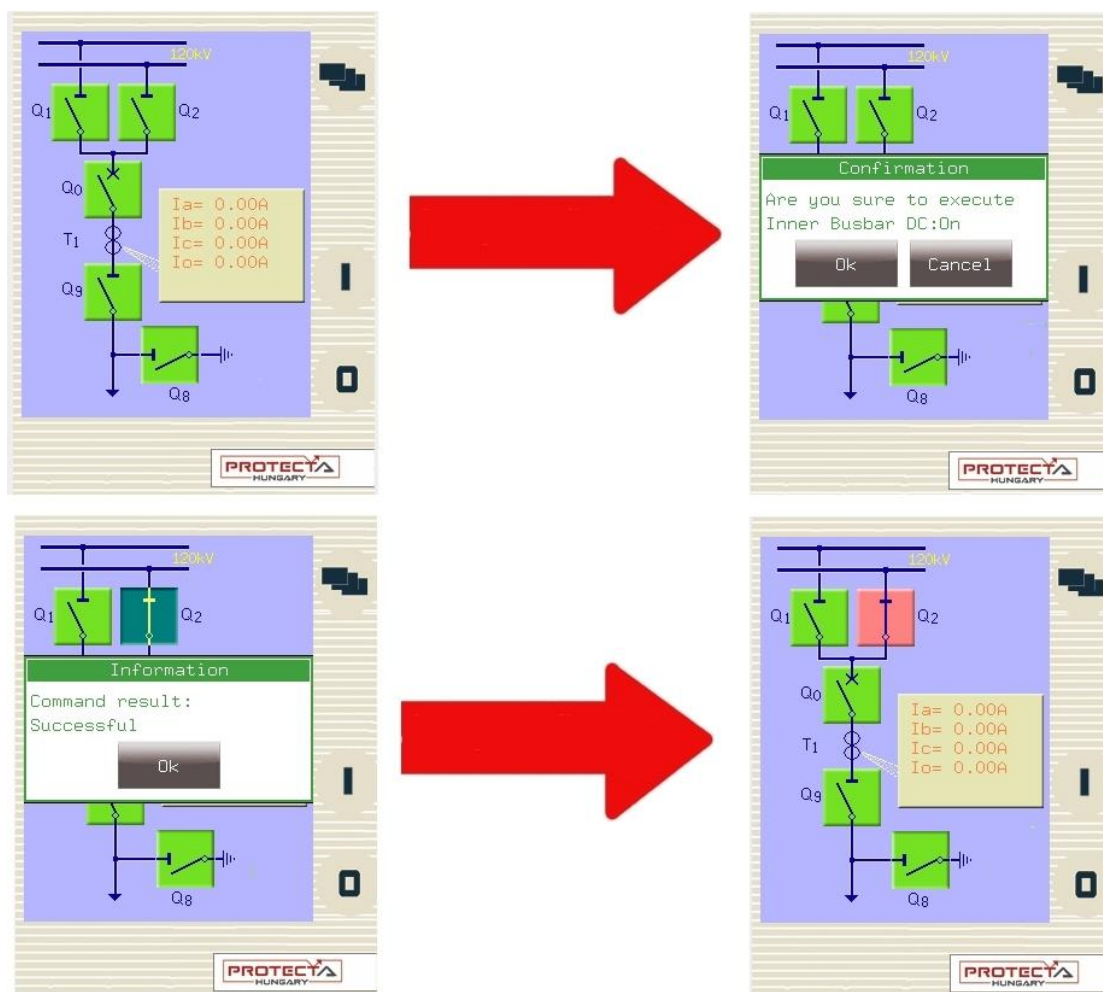 120kV
Q1
Q2
Q0
Ia= 0.00A
Ib= 0.00A
Ic= 0.00A
Io= 0.00A
T1
Q9
I
Q8
O
PROTECTA
HUNGARY
Q1
Q2
Confirmation
Are you sure to execute
Inner Busbar DC:On
Ok
Cancel
I
Q8
O
PROTECTA
HUNGARY
120kV
Q1
Q2
Information
Command result:
Successful
Ok
I
Q8
O
PROTECTA
HUNGARY
120kV
Q1
Q2
Q0
Ia= 0.00A
Ib= 0.00A
Ic= 0.00A
Io= 0.00A
T1
Q9
I
Q8
O
PROTECTA
HUNGARY